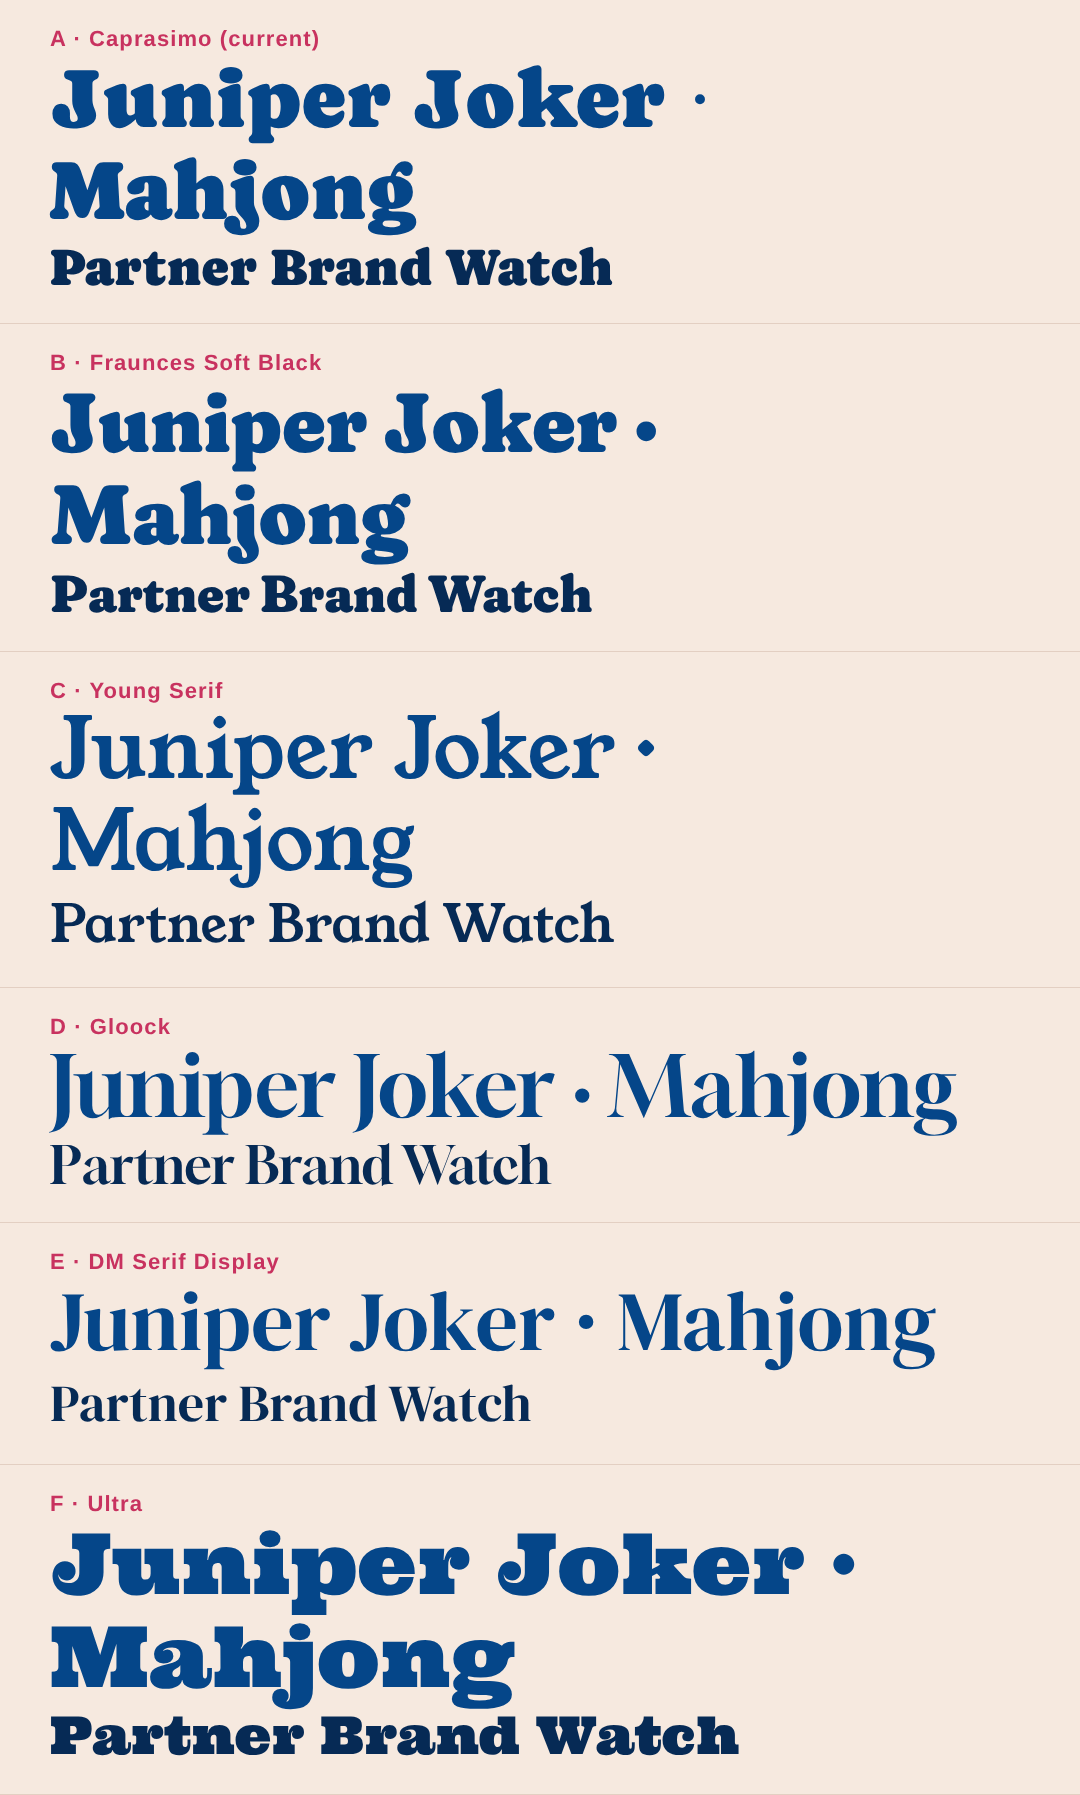 A · Caprasimo (current)
Juniper Joker ·
Mahjong
Partner Brand Watch
B · Fraunces Soft Black
Juniper Joker ·
Mahjong
Partner Brand Watch
C · Young Serif
Juniper Joker ·
Mahjong
Partner Brand Watch
D · Gloock
Juniper Joker · Mahjong
Partner Brand Watch
E · DM Serif Display
Juniper Joker · Mahjong
Partner Brand Watch
F · Ultra
Juniper Joker ·
Mahjong
Partner Brand Watch